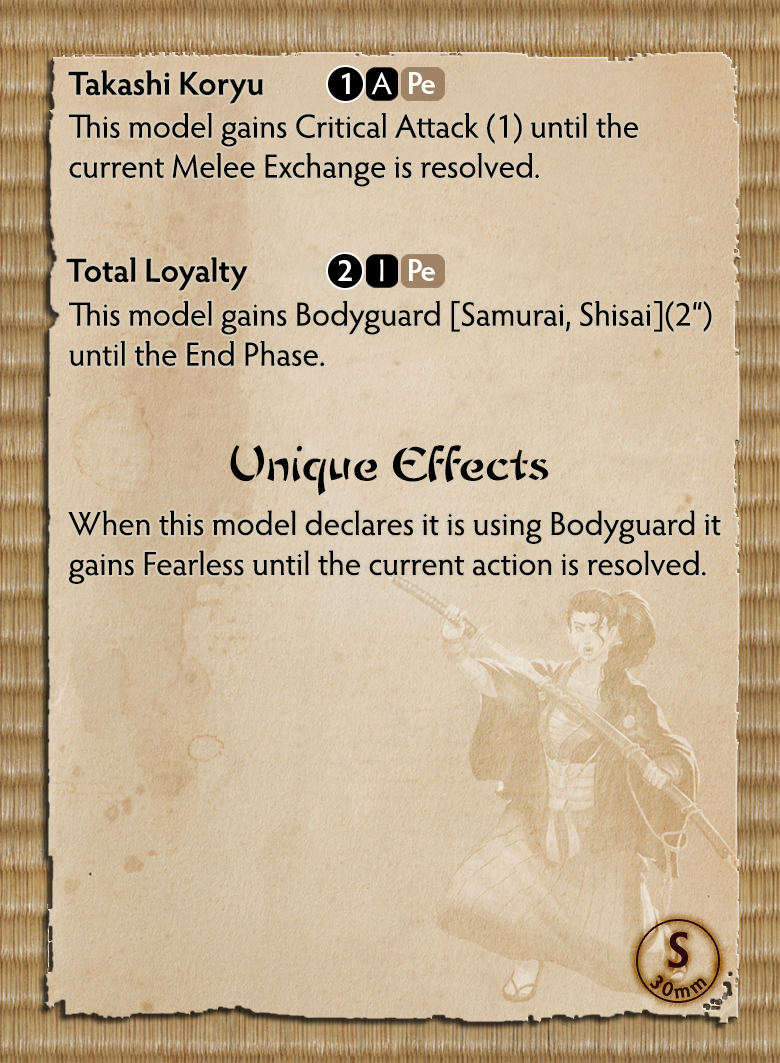 Takashi Koryu 1 A Pe
This model gains Critical Attack (1) until the
current Melee Exchange is resolved.
Total Loyalty 2 I Pe
This model gains Bodyguard [Samurai, Shisai](2“)
until the End Phase.
Unique Effects
When this model declares it is using Bodyguard it
gains Fearless until the current action is resolved.
S
30mm